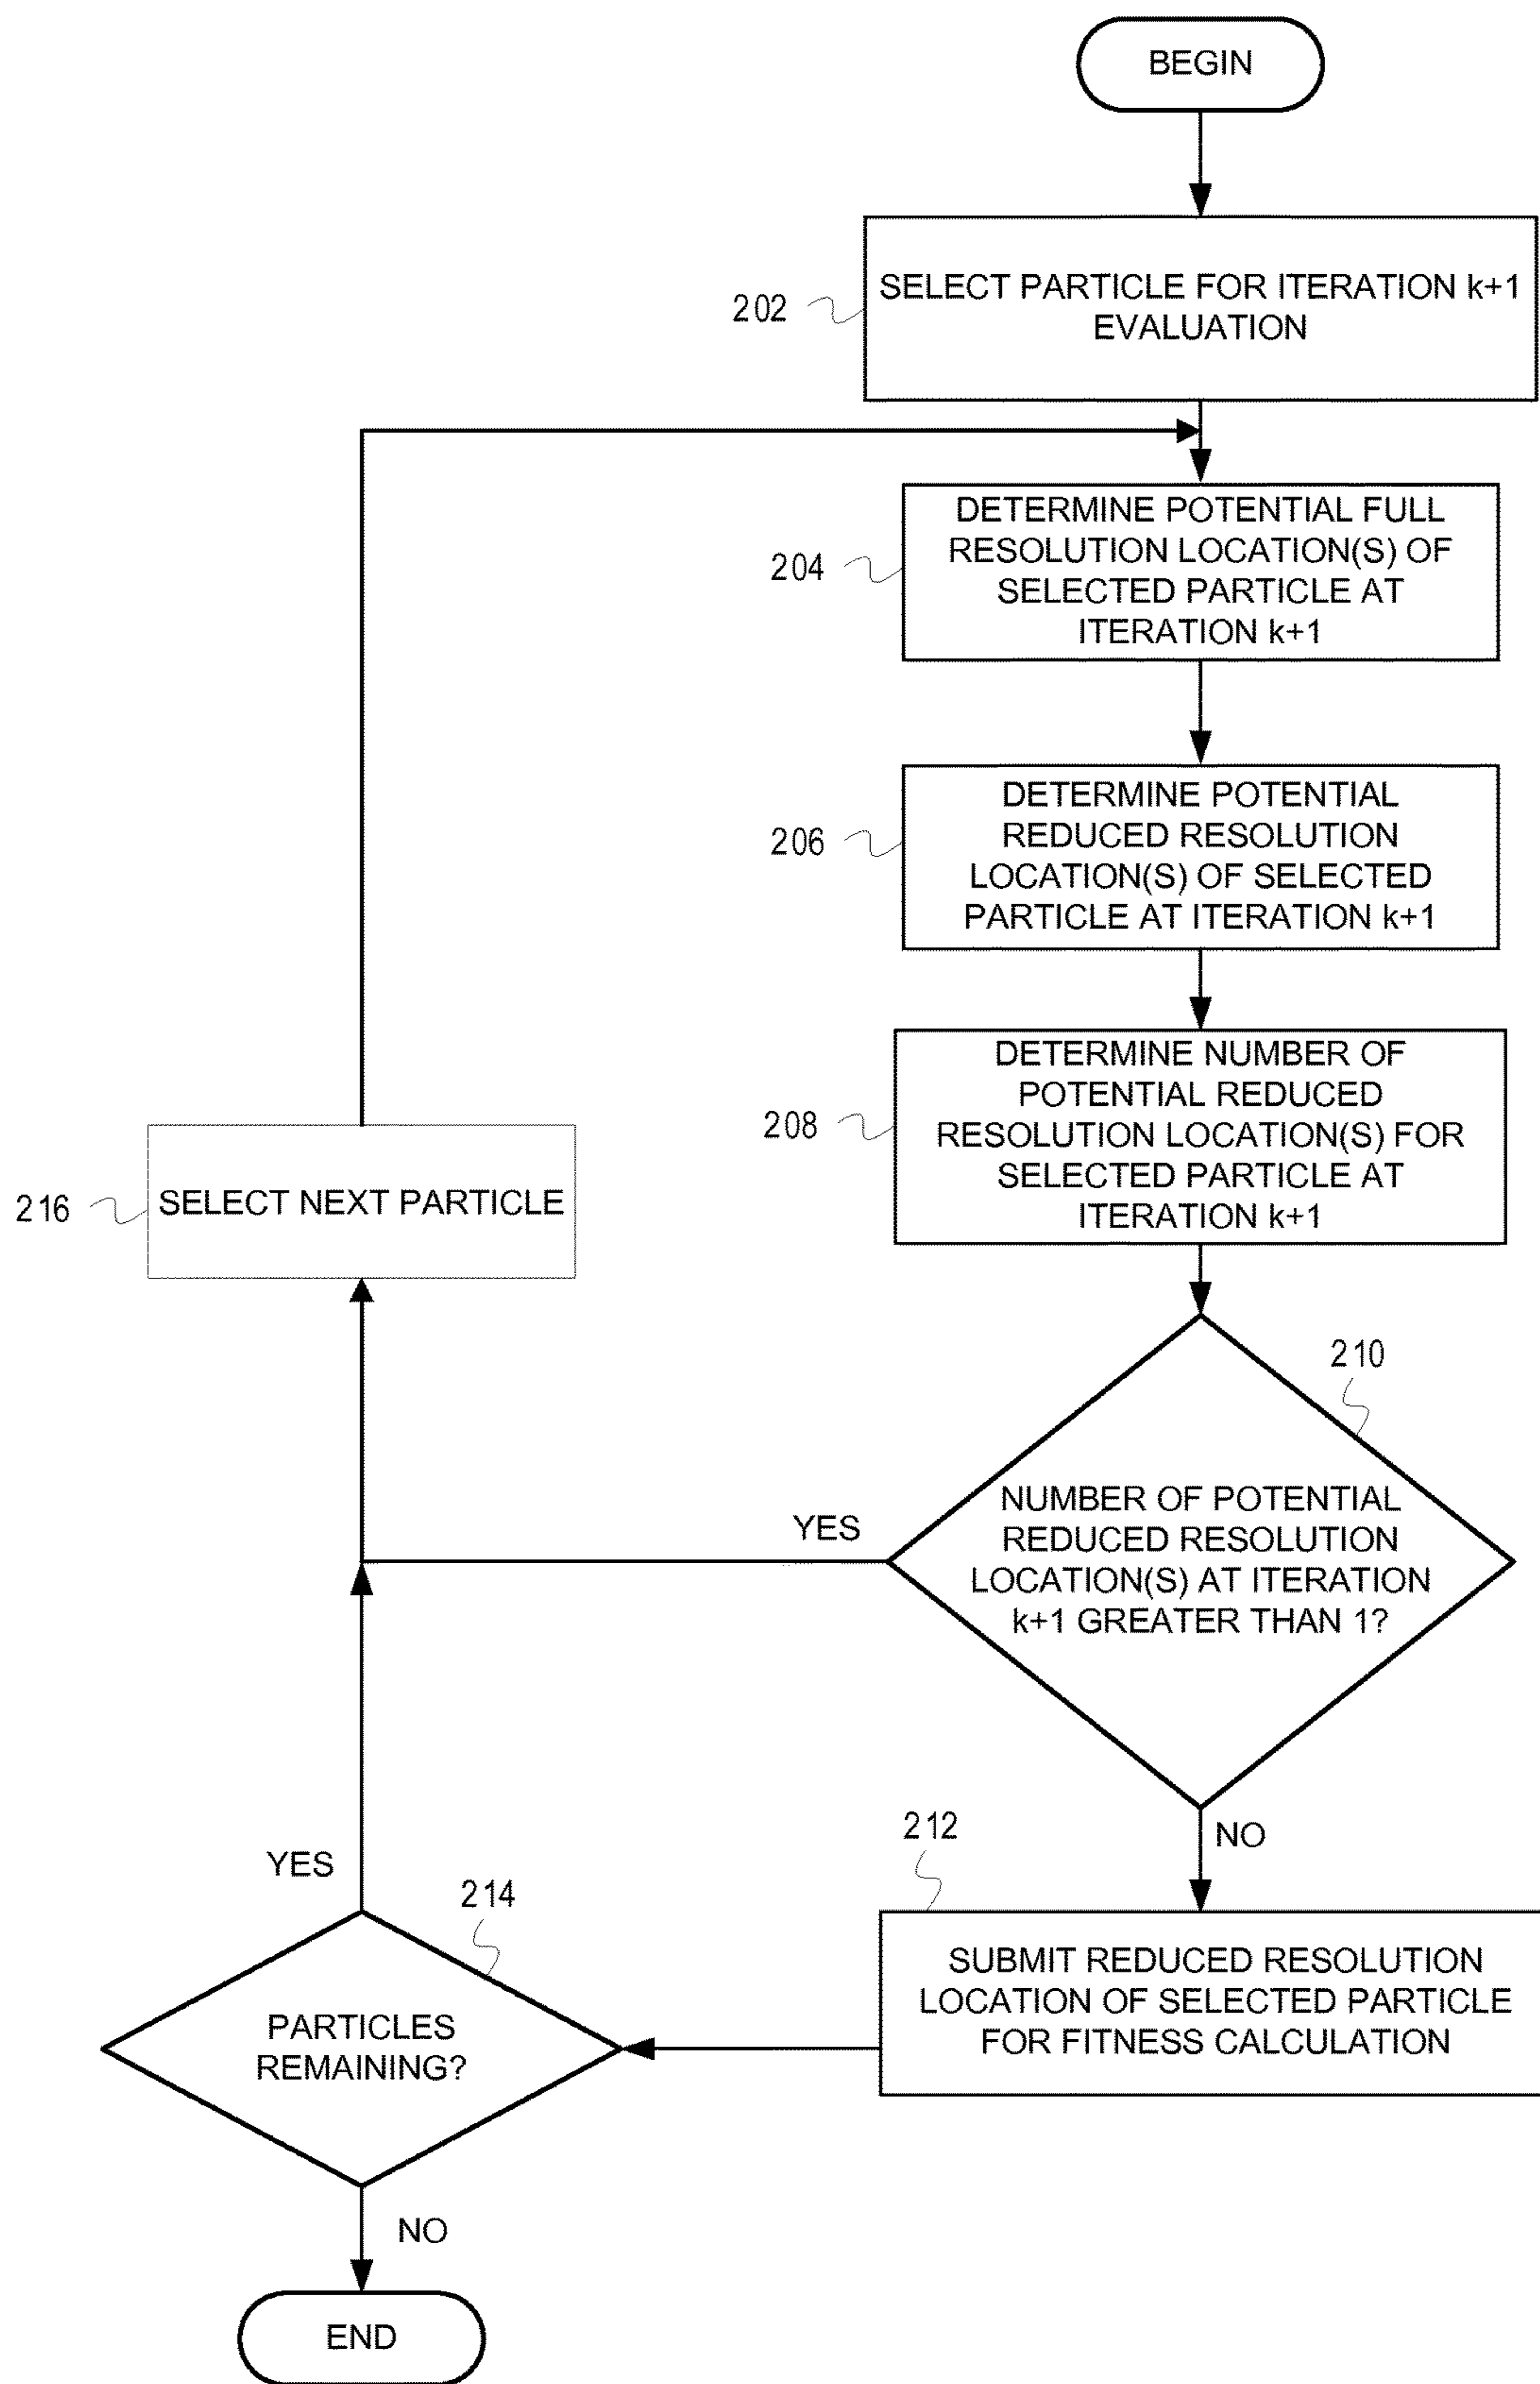 BEGIN
202
SELECT PARTICLE FOR ITERATION k+1
EVALUATION
204
DETERMINE POTENTIAL FULL
RESOLUTION LOCATION(S) OF
SELECTED PARTICLE AT
ITERATION k+1
206
DETERMINE POTENTIAL
REDUCED RESOLUTION
LOCATION(S) OF SELECTED
PARTICLE AT ITERATION k+1
208
DETERMINE NUMBER OF
POTENTIAL REDUCED
RESOLUTION LOCATION(S) FOR
SELECTED PARTICLE AT
ITERATION k+1
216
SELECT NEXT PARTICLE
210
NUMBER OF POTENTIAL
REDUCED RESOLUTION
LOCATION(S) AT ITERATION
k+1 GREATER THAN 1?
YES
NO
212
SUBMIT REDUCED RESOLUTION
LOCATION OF SELECTED PARTICLE
FOR FITNESS CALCULATION
YES
214
PARTICLES
REMAINING?
NO
END